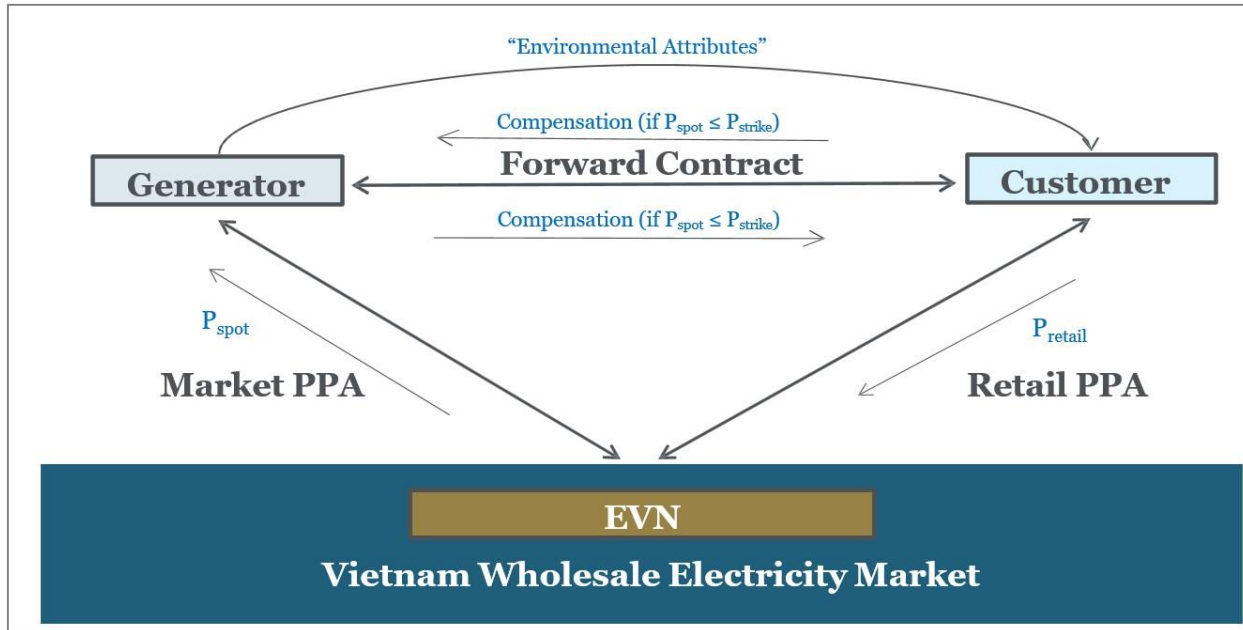 “Environmental Attributes”
Compensation (if Pspot ≤ Pstrike)
Forward Contract
Generator
Customer
Compensation (if Pspot ≤ Pstrike)
Pspot
Pretail
Market PPA
Retail PPA
EVN
Vietnam Wholesale Electricity Market